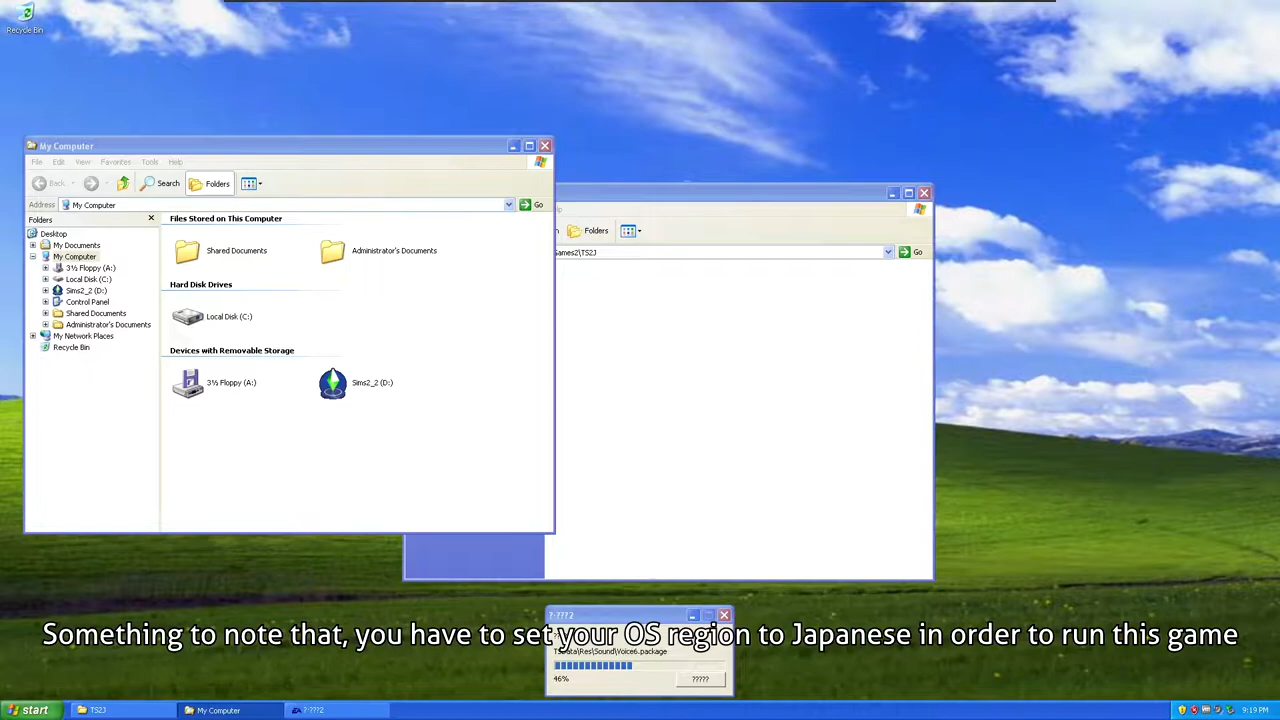 Recycle Bin
My Computer
File Edit View Favorites Tools Help
Back Search Folders
Address My Computer Go
Folders
Desktop
My Documents
My Computer
3½ Floppy (A:)
Local Disk (C:)
Sims2_2 (D:)
Control Panel
Shared Documents
Administrator's Documents
My Network Places
Recycle Bin
Files Stored on This Computer
Shared Documents Administrator's Documents
Hard Disk Drives
Local Disk (C:)
Devices with Removable Storage
3½ Floppy (A:) Sims2_2 (D:)
Folders
Games2\TS2J Go
?·???2
Something to note that, you have to set your OS region to Japanese in order to run this game
TSData\Res\Sound\Voice6.package
46% ?????
start TS2J My Computer ?·???2 9:19 PM